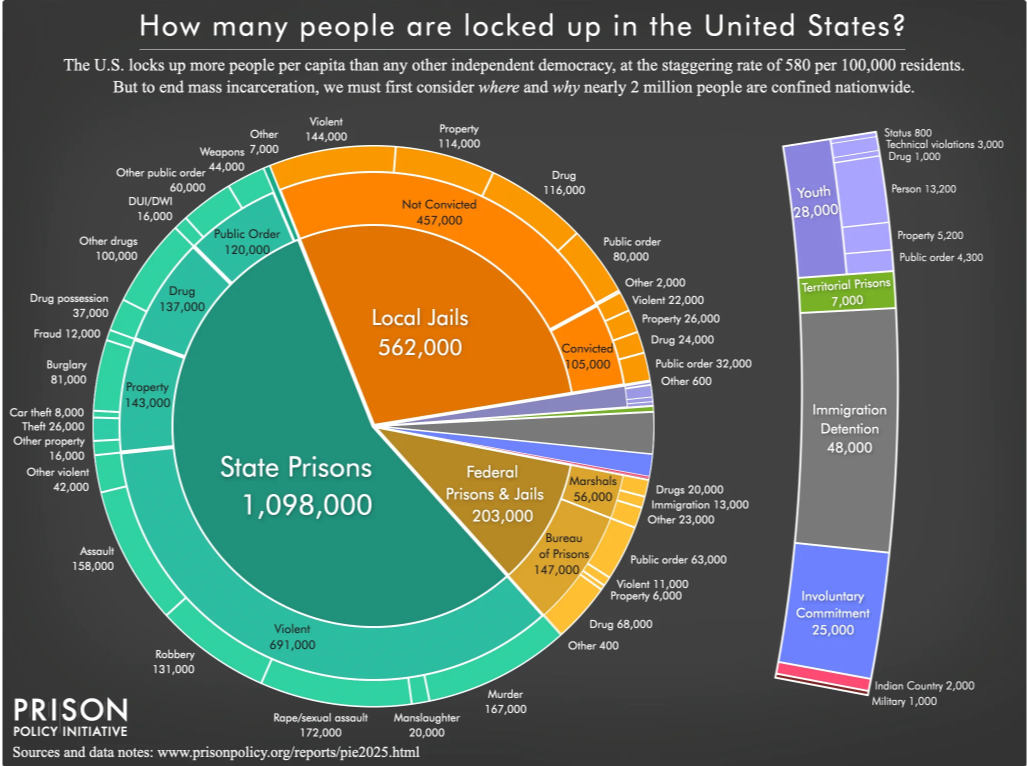 How many people are locked up in the United States?
The U.S. locks up more people per capita than any other independent democracy, at the staggering rate of 580 per 100,000 residents.
But to end mass incarceration, we must first consider where and why nearly 2 million people are confined nationwide.
Violent
144,000
Property
114,000
Drug
116,000
Public order
80,000
Other 2,000
Not Convicted
457,000
Local Jails
562,000
Convicted
105,000
Violent 22,000
Property 26,000
Drug 24,000
Public order 32,000
Other 600
Other
7,000
Weapons
44,000
Other public order
60,000
DUI/DWI
16,000
Public Order
120,000
Other drugs
100,000
Drug possession
37,000
Drug
137,000
Fraud 12,000
Burglary
81,000
Car theft 8,000
Theft 26,000
Other property
16,000
Property
143,000
Other violent
42,000
Assault
158,000
Robbery
131,000
Rape/sexual assault
172,000
Manslaughter
20,000
Murder
167,000
Violent
691,000
State Prisons
1,098,000
Federal
Prisons & Jails
203,000
Marshals
56,000
Drugs 20,000
Immigration 13,000
Other 23,000
Bureau
of Prisons
147,000
Public order 63,000
Violent 11,000
Property 6,000
Drug 68,000
Other 400
Youth
28,000
Status 800
Technical violations 3,000
Drug 1,000
Person 13,200
Property 5,200
Public order 4,300
Territorial Prisons
7,000
Immigration
Detention
48,000
Involuntary
Commitment
25,000
Indian Country 2,000
Military 1,000
PRISON
POLICY INITIATIVE
Sources and data notes: www.prisonpolicy.org/reports/pie2025.html